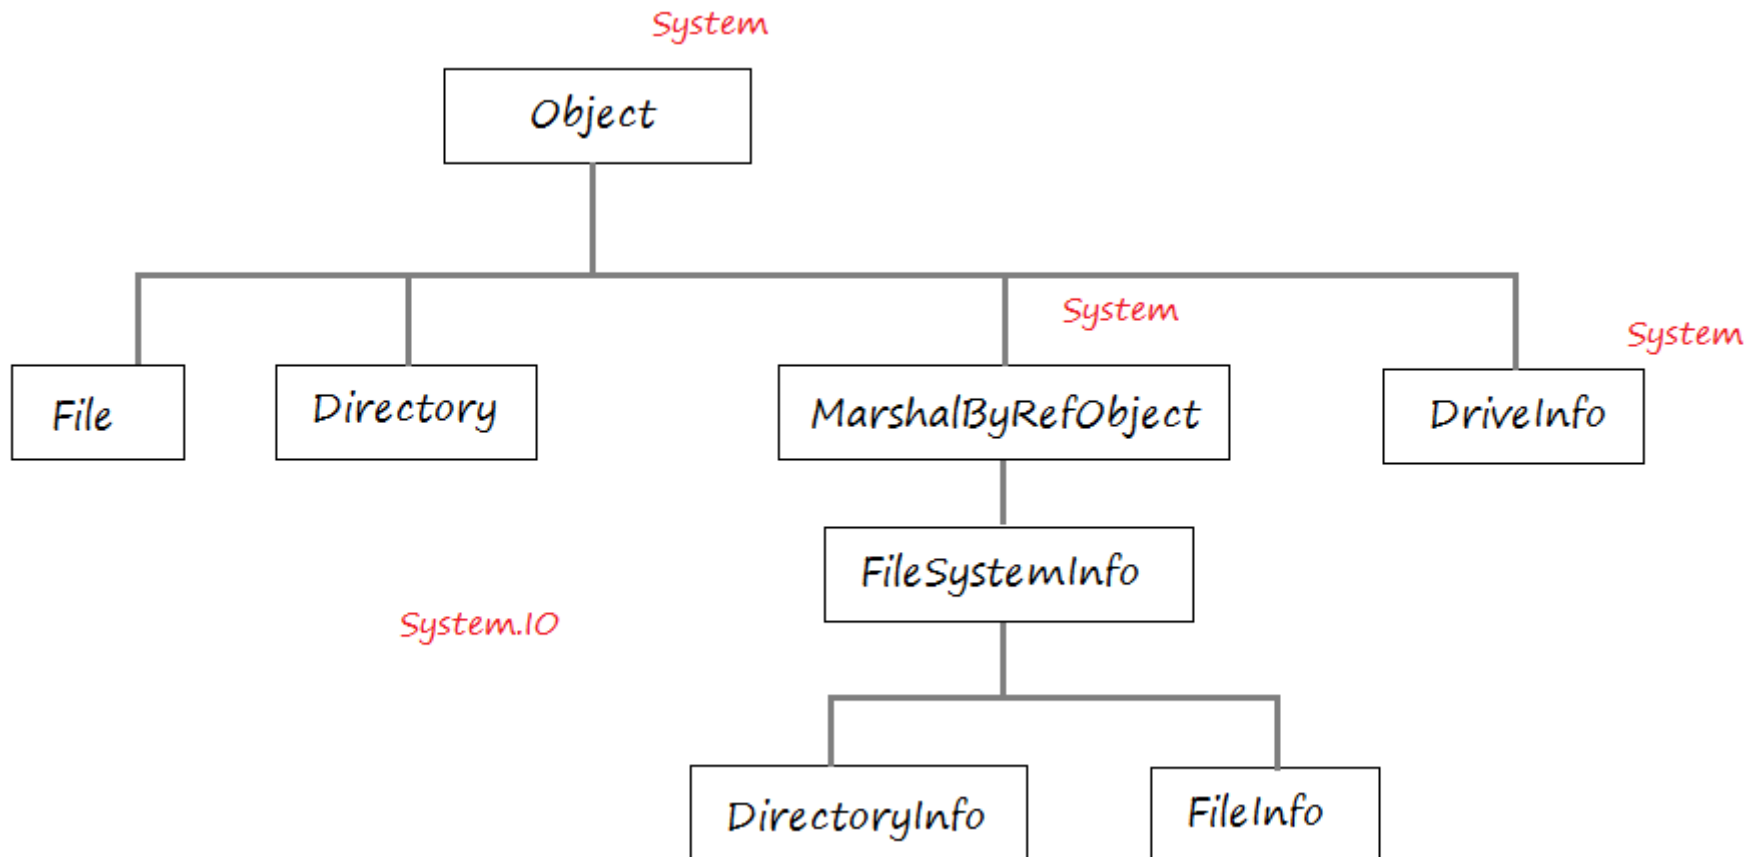 System
Object
System
System
File
Directory
MarshalByRefObject
DriveInfo
FileSystemInfo
System.IO
DirectoryInfo
FileInfo